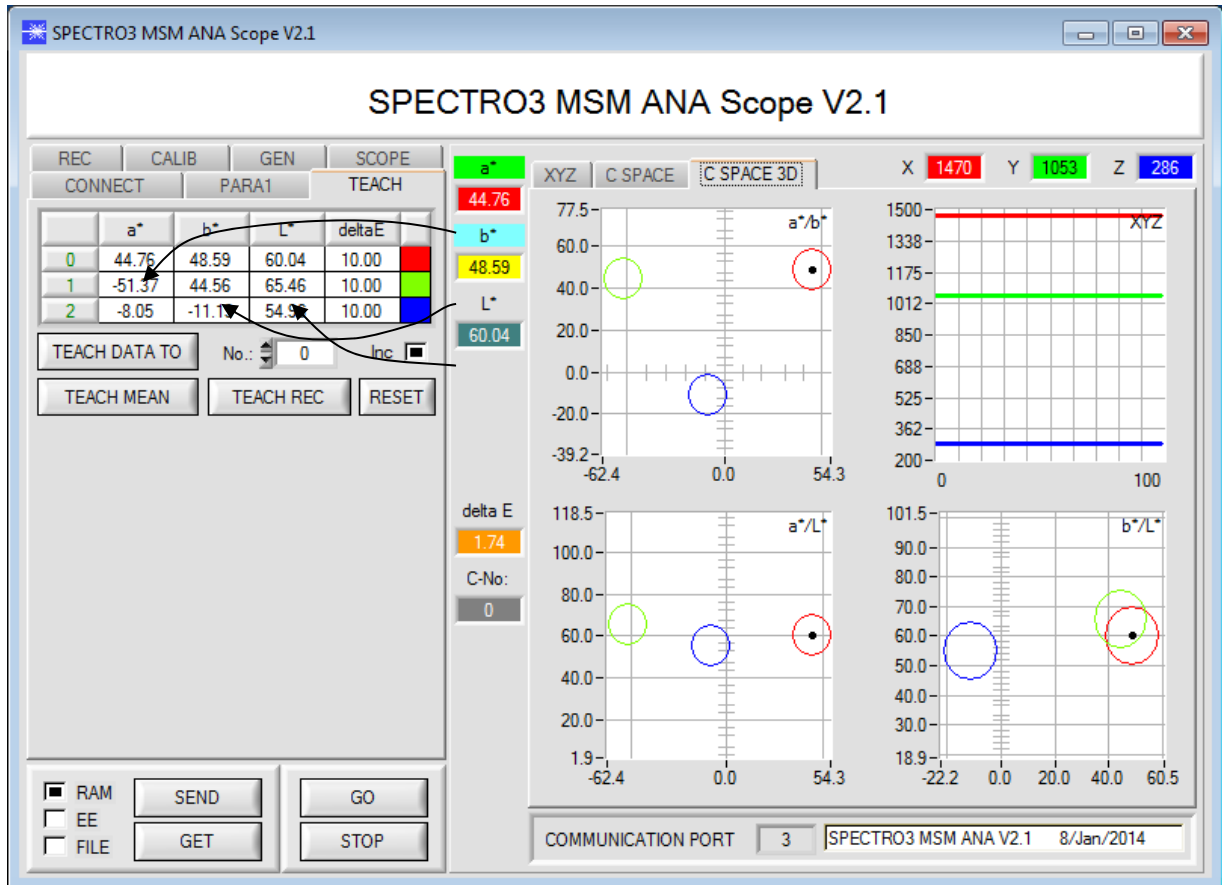 SPECTRO3 MSM ANA Scope V2.1
SPECTRO3 MSM ANA Scope V2.1
REC CALIB GEN SCOPE
CONNECT PARA1 TEACH
a* b* L* deltaE
0 44.76 48.59 60.04 10.00
1 -51.37 44.56 65.46 10.00
2 -8.05 10.00
TEACH DATA TO No.: 0 Inc
TEACH MEAN TEACH REC RESET
RAM
EE
FILE
SEND GO
GET STOP
a*
44.76
b*
48.59
L*
60.04
delta E
1.74
C-No:
0
XYZ C SPACE C SPACE 3D
X 1470 Y 1053 Z 286
a*/b*
77.5
60.0
40.0
20.0
0.0
-20.0
-39.2
-62.4 0.0 54.3
XYZ
1500
1338
1175
1012
850
688
525
362
200
0 100
a*/L*
118.5
100.0
80.0
60.0
40.0
20.0
1.9
-62.4 0.0 54.3
b*/L*
101.5
90.0
80.0
70.0
60.0
50.0
40.0
30.0
18.9
-22.2 0.0 20.0 40.0 60.5
COMMUNICATION PORT 3 SPECTRO3 MSM ANA V2.1 8/Jan/2014